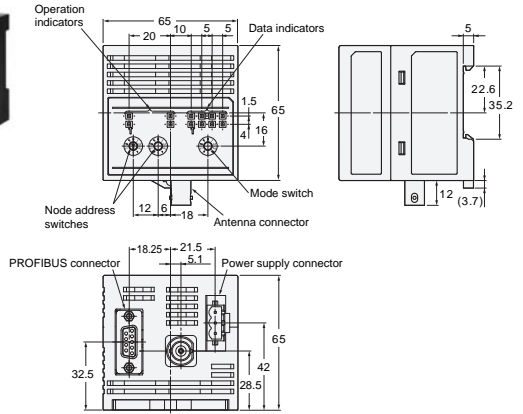 Operation
indicators
65
20
10
5
5
Data indicators
1.5
65
4
16
Mode switch
Node address
switches
12
6
18
Antenna connector
5
22.6
35.2
12
(3.7)
18.25
21.5
5.1
PROFIBUS connector
Power supply connector
65
42
32.5
28.5